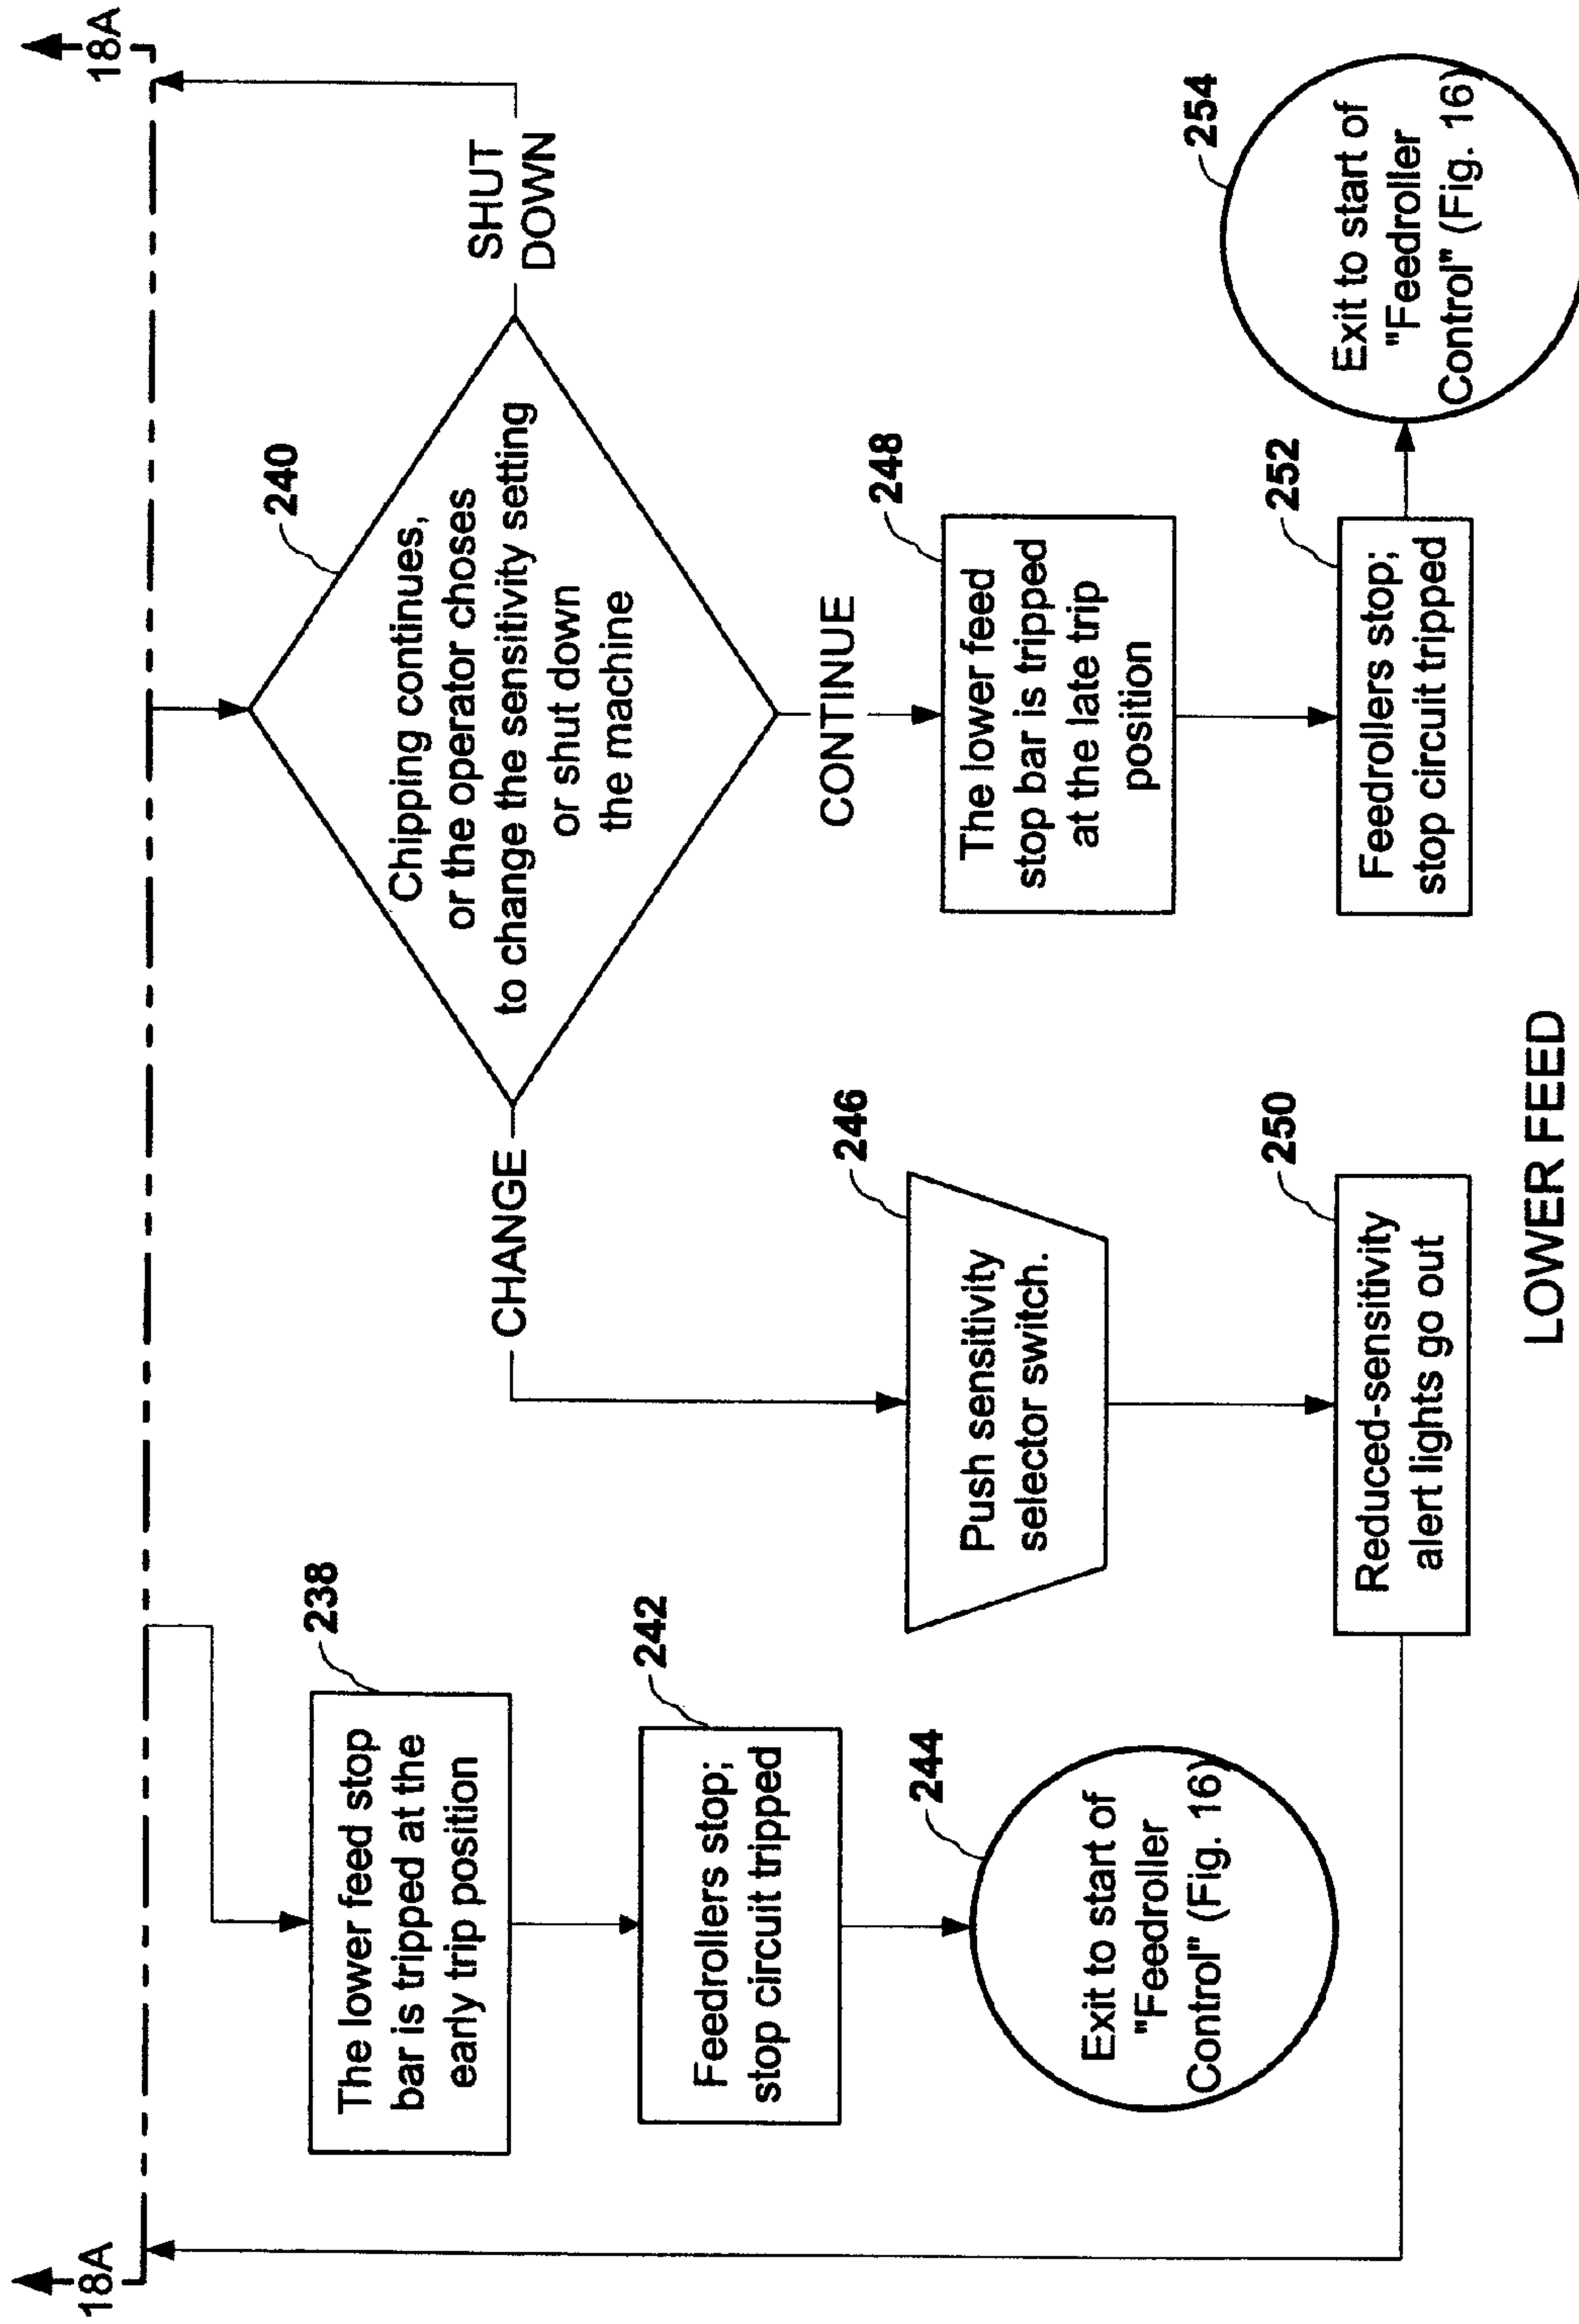 18A
18A
238
The lower feed stop
bar is tripped at the
early trip position
242
Feedrollers stop;
stop circuit tripped
244
Exit to start of
"Feedroller
Control" (Fig. 16)
240
Chipping continues,
or the operator choses
to change the sensitivity setting
or shut down
the machine
CHANGE
SHUT
DOWN
CONTINUE
246
Push sensitivity
selector switch.
250
Reduced-sensitivity
alert lights go out
248
The lower feed
stop bar is tripped
at the late trip
position
252
Feedrollers stop;
stop circuit tripped
254
Exit to start of
"Feedroller
Control" (Fig. 16)
LOWER FEED